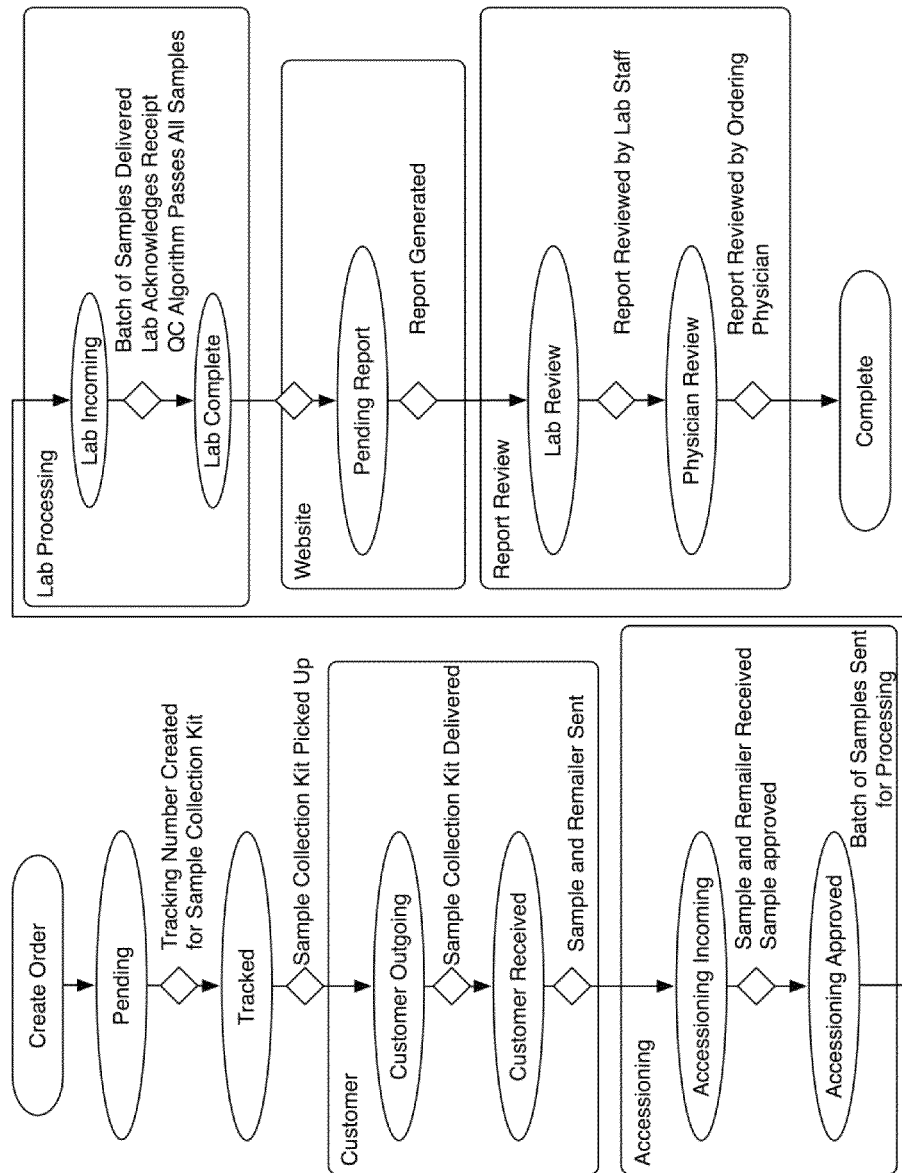 Create Order
Pending
Tracking Number Created
for Sample Collection Kit
Tracked
Sample Collection Kit Picked Up
Customer
Customer Outgoing
Sample Collection Kit Delivered
Customer Received
Sample and Remailer Sent
Accessioning
Accessioning Incoming
Sample and Remailer Received
Sample approved
Accessioning Approved
Batch of Samples Sent
for Processing
Lab Processing
Lab Incoming
Batch of Samples Delivered
Lab Acknowledges Receipt
QC Algorithm Passes All Samples
Lab Complete
Website
Pending Report
Report Generated
Report Review
Lab Review
Report Reviewed by Lab Staff
Physician Review
Report Reviewed by Ordering
Physician
Complete